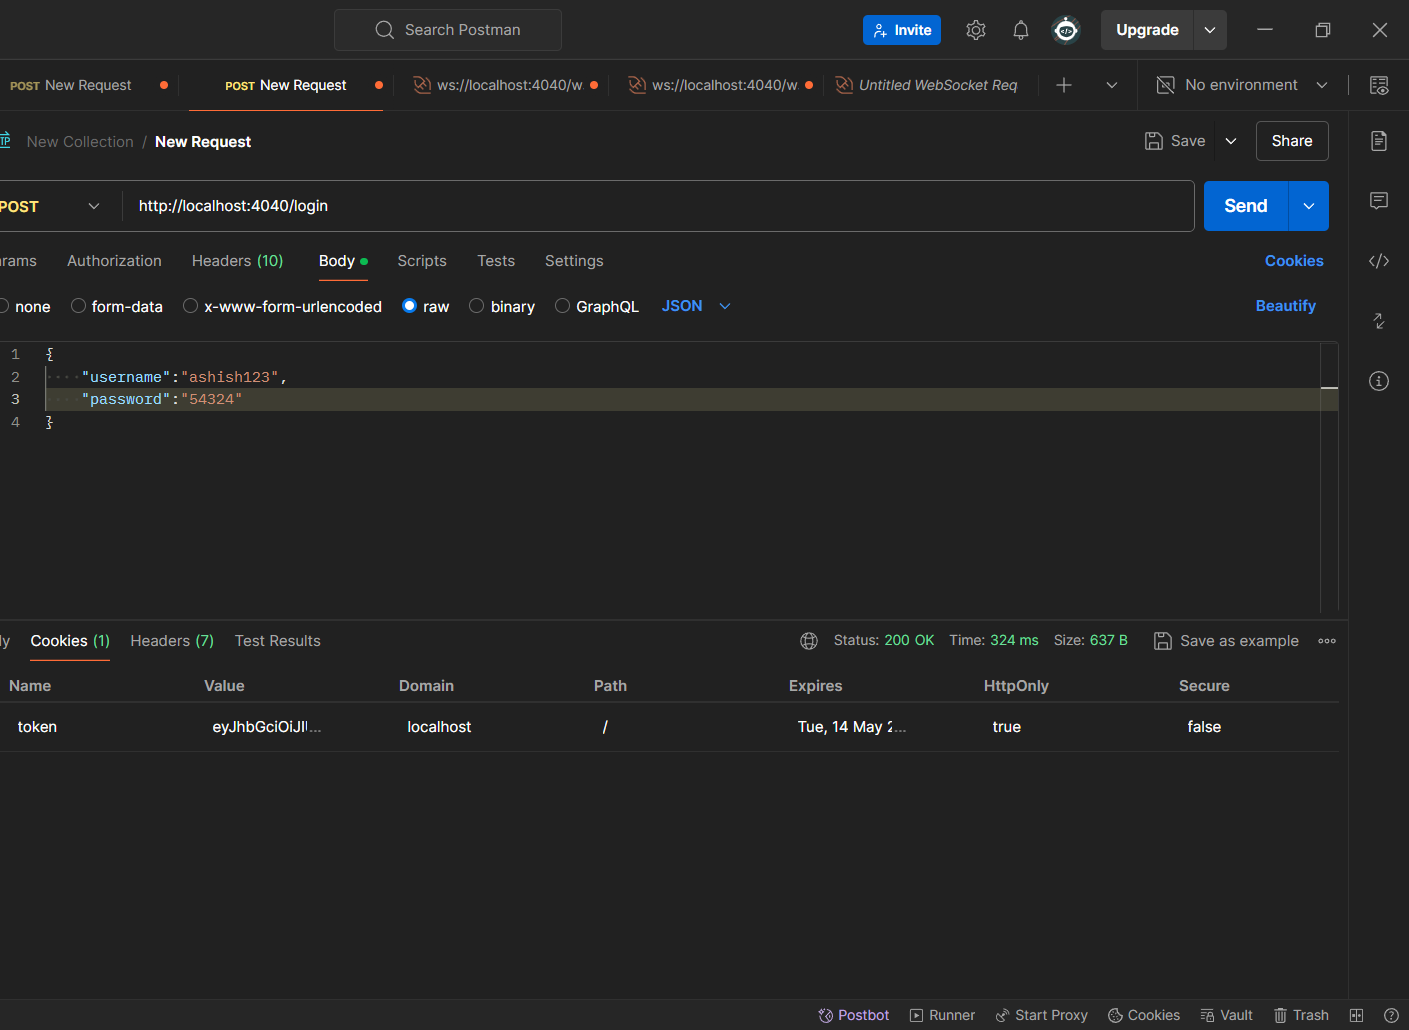 Search Postman
Invite
Upgrade
POST New Request
POST New Request
ws://localhost:4040/w
ws://localhost:4040/w
Untitled WebSocket Req
No environment
TP
New Collection / New Request
Save
Share
POST
http://localhost:4040/login
Send
rams
Authorization
Headers (10)
Body
Scripts
Tests
Settings
Cookies
none
form-data
x-www-form-urlencoded
raw
binary
GraphQL
JSON
Beautify
1 {
2 "username":"ashish123",
3 "password":"54324"
4 }
ly
Cookies (1)
Headers (7)
Test Results
Status: 200 OK
Time: 324 ms
Size: 637 B
Save as example
Name Value Domain Path Expires HttpOnly Secure
token eyJhbGciOiJI... localhost / Tue, 14 May 2... true false
Postbot
Runner
Start Proxy
Cookies
Vault
Trash